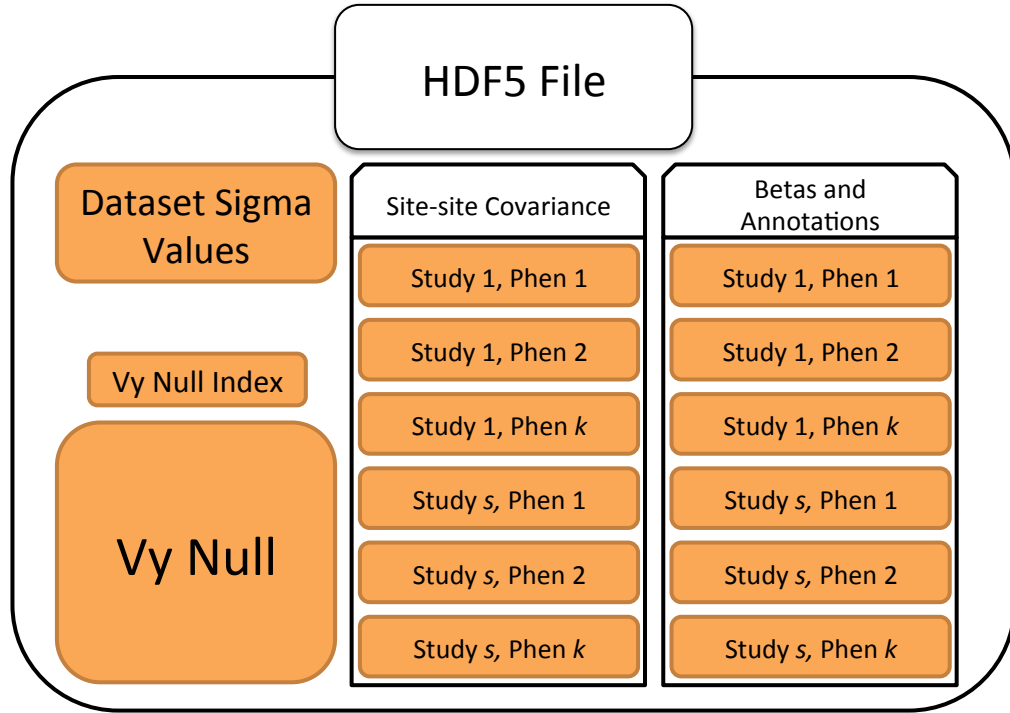 HDF5 File
Dataset Sigma
Values
Vy Null Index
Vy Null
Site-site Covariance
Study 1, Phen 1
Study 1, Phen 2
Study 1, Phen k
Study s, Phen 1
Study s, Phen 2
Study s, Phen k
Betas and
Annotations
Study 1, Phen 1
Study 1, Phen 2
Study 1, Phen k
Study s, Phen 1
Study s, Phen 2
Study s, Phen k